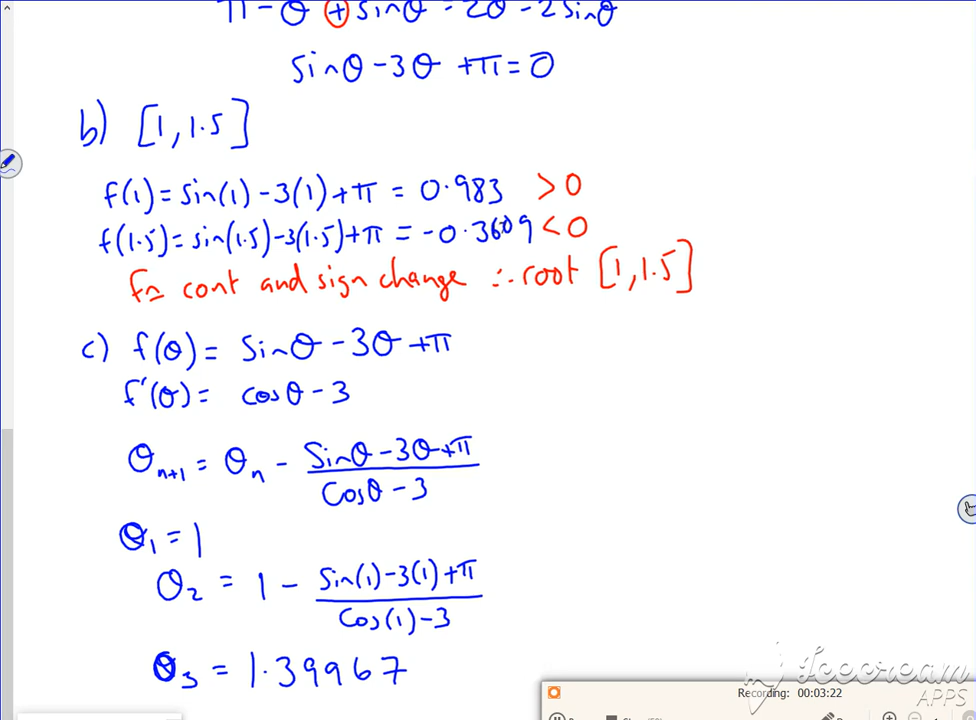 π - θ + sinθ = 2θ - 2sinθ
sinθ - 3θ + π = 0
b) [1, 1.5]
f(1) = sin(1) - 3(1) + π = 0.983 > 0
f(1.5) = sin(1.5) - 3(1.5) + π = -0.3609 < 0
fn cont and sign change ∴ root [1, 1.5]
c) f(θ) = sinθ - 3θ + π
f'(θ) = cosθ - 3
θn+1 = θn - (sinθ - 3θ + π)/(cosθ - 3)
θ1 = 1
θ2 = 1 - (sin(1) - 3(1) + π)/(cos(1) - 3)
θ3 = 1.39967
Icecream
APPS
Recording: 00:03:22